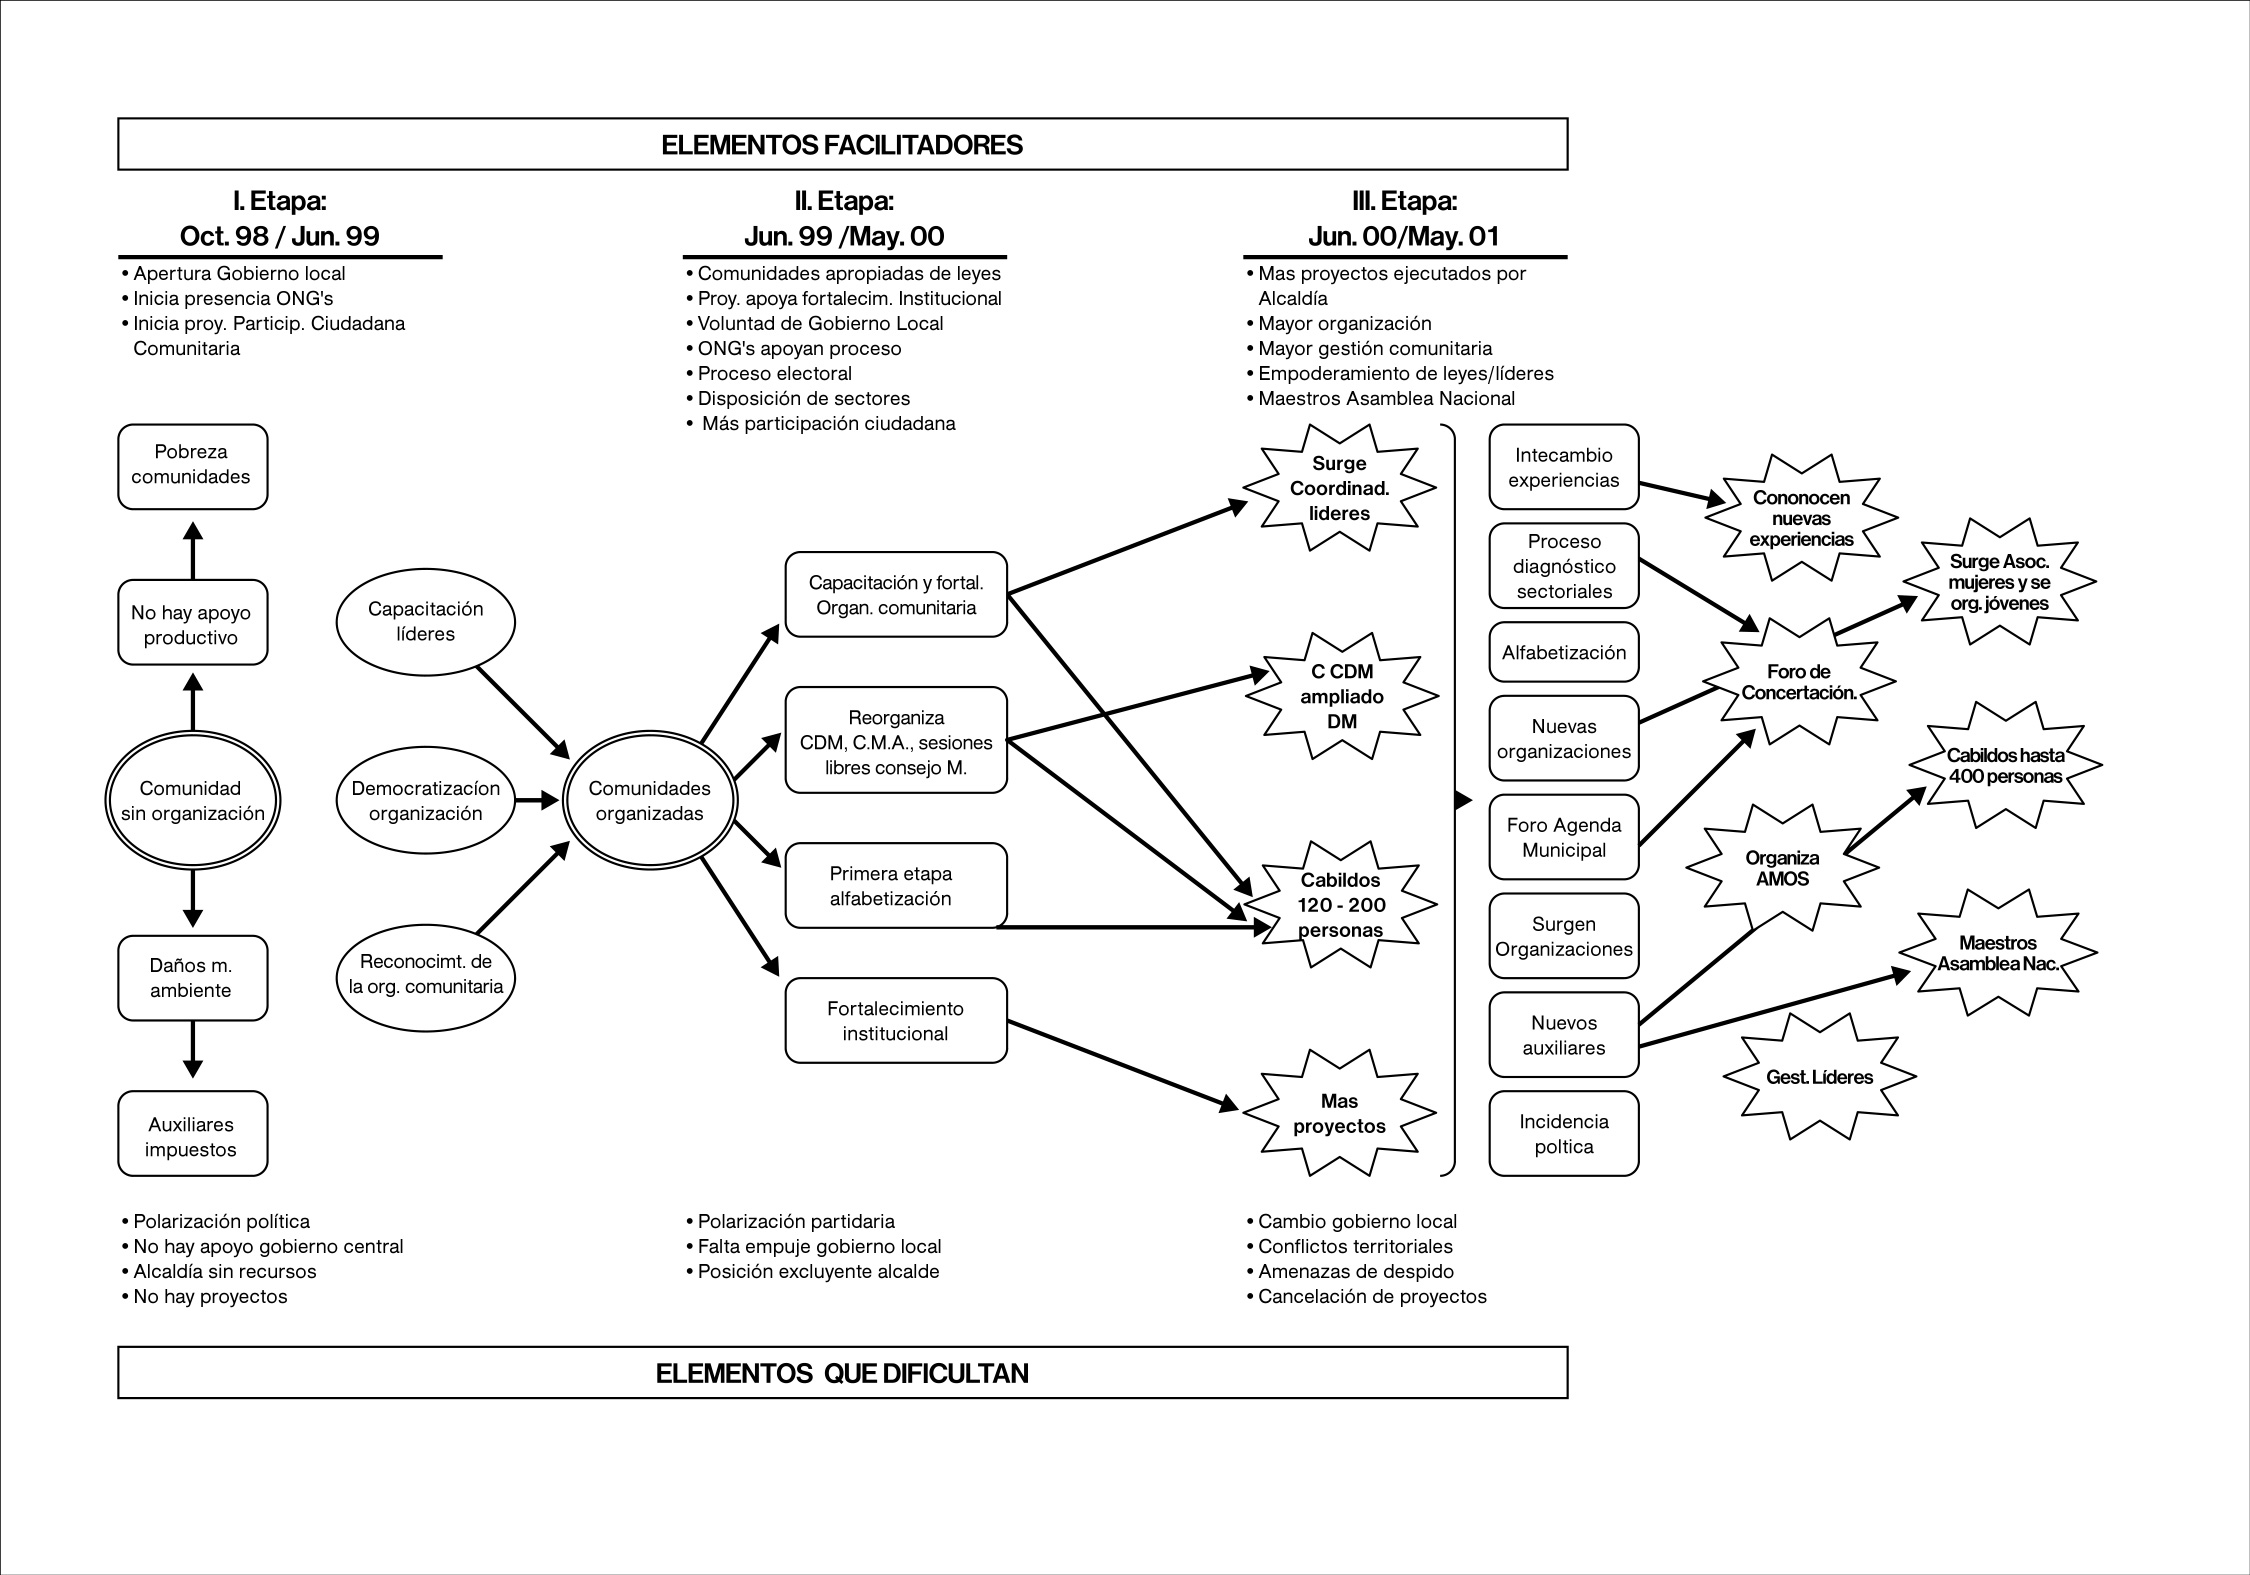 ELEMENTOS FACILITADORES
I. Etapa:
Oct. 98 / Jun. 99
• Apertura Gobierno local
• Inicia presencia ONG's
• Inicia proy. Particip. Ciudadana
Comunitaria
II. Etapa:
Jun. 99 /May. 00
• Comunidades apropiadas de leyes
• Proy. apoya fortalecim. Institucional
• Voluntad de Gobierno Local
• ONG's apoyan proceso
• Proceso electoral
• Disposición de sectores
• Más participación ciudadana
III. Etapa:
Jun. 00/May. 01
• Mas proyectos ejecutados por
Alcaldía
• Mayor organización
• Mayor gestión comunitaria
• Empoderamiento de leyes/líderes
• Maestros Asamblea Nacional
Pobreza
comunidades
No hay apoyo
productivo
Comunidad
sin organización
Daños m.
ambiente
Auxiliares
impuestos
Capacitación
líderes
Democratizacíon
organización
Reconocimt. de
la org. comunitaria
Comunidades
organizadas
Capacitación y fortal.
Organ. comunitaria
Reorganiza
CDM, C.M.A., sesiones
libres consejo M.
Primera etapa
alfabetización
Fortalecimiento
institucional
Surge
Coordinad.
lideres
C CDM
ampliado
DM
Cabildos
120 - 200
personas
Mas
proyectos
Intecambio
experiencias
Proceso
diagnóstico
sectoriales
Alfabetización
Nuevas
organizaciones
Foro Agenda
Municipal
Surgen
Organizaciones
Nuevos
auxiliares
Incidencia
poltica
Cononocen
nuevas
experiencias
Foro de
Concertación.
Organiza
AMOS
Gest. Líderes
Surge Asoc.
mujeres y se
org. jóvenes
Cabildos hasta
400 personas
Maestros
Asamblea Nac.
• Polarización política
• No hay apoyo gobierno central
• Alcaldía sin recursos
• No hay proyectos
• Polarización partidaria
• Falta empuje gobierno local
• Posición excluyente alcalde
• Cambio gobierno local
• Conflictos territoriales
• Amenazas de despido
• Cancelación de proyectos
ELEMENTOS  QUE DIFICULTAN